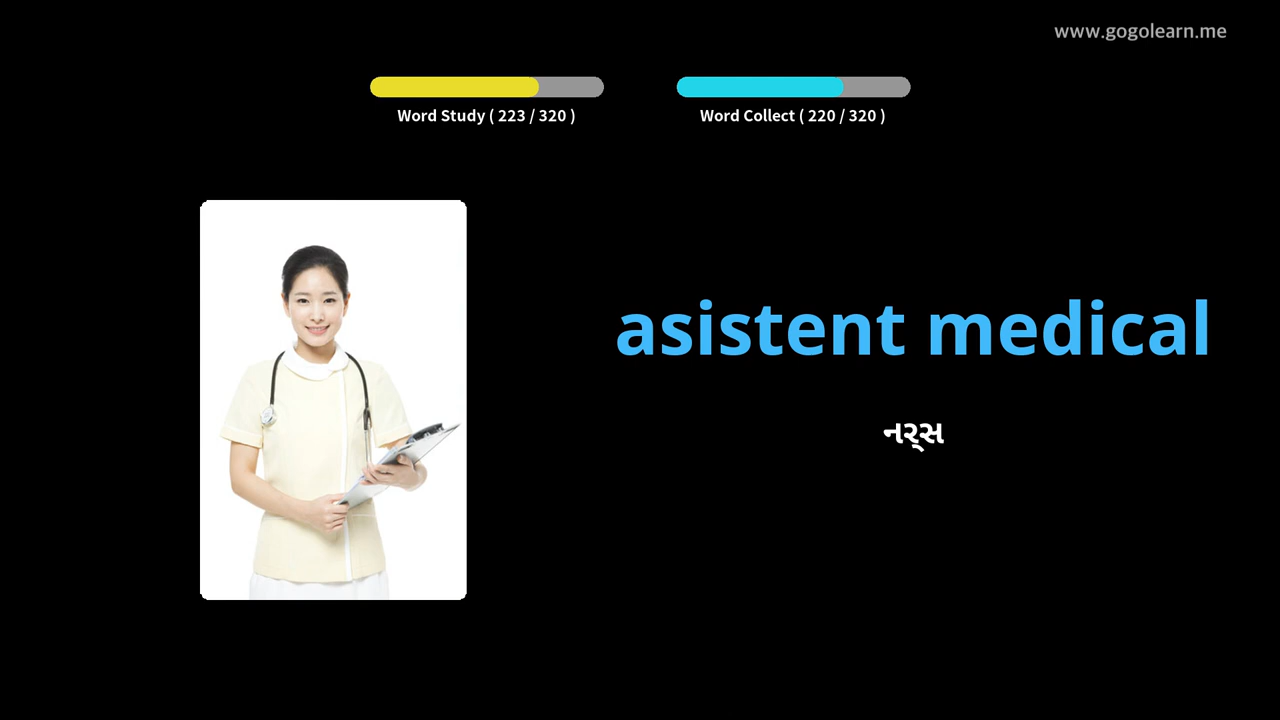 www.gogolearn.me
Word Study ( 223 / 320 )
Word Collect ( 220 / 320 )
asistent medical
નર્સ